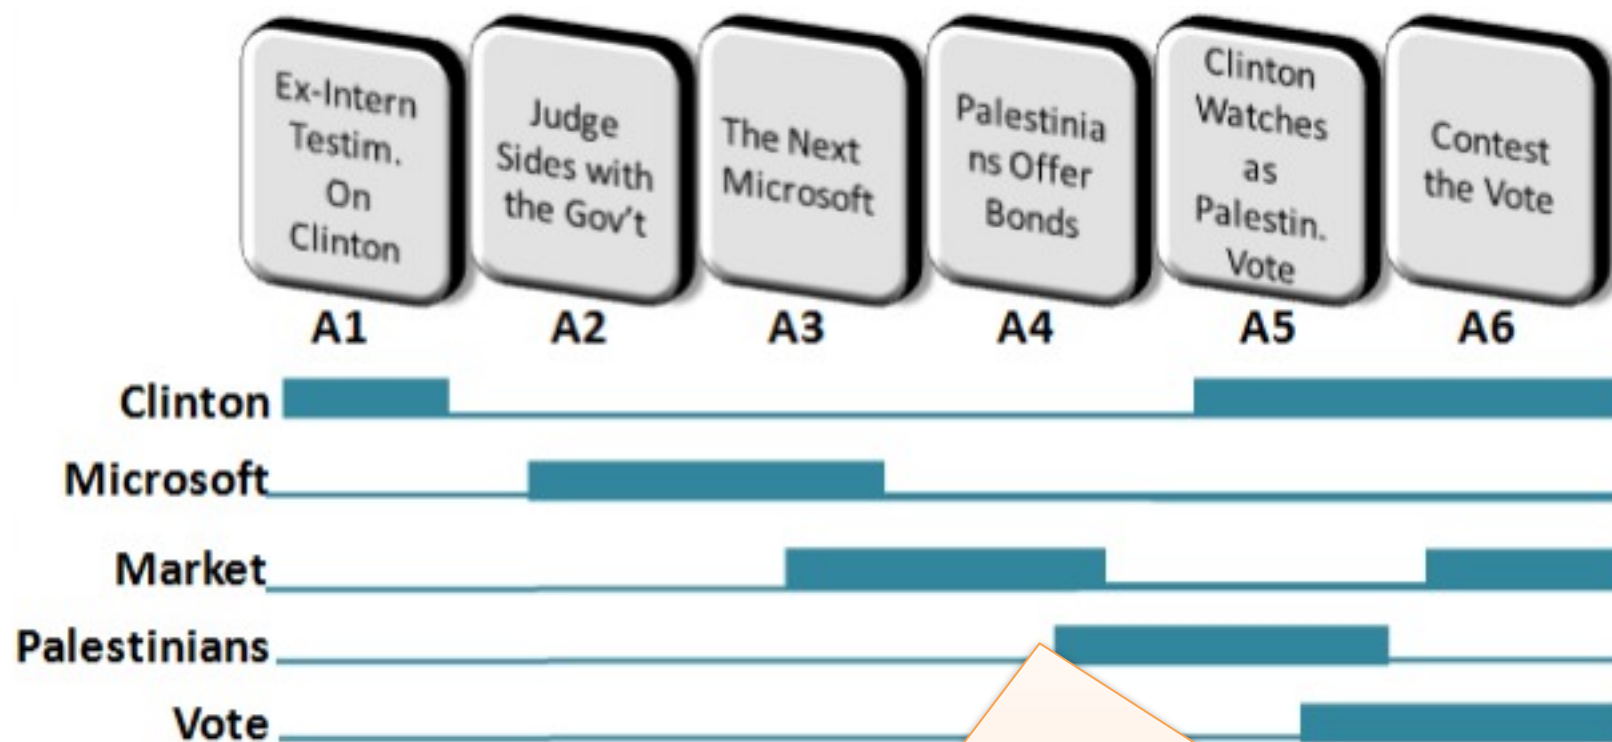 Ex-Intern
Testim.
On
Clinton
Judge
Sides with
the Gov't
The Next
Microsoft
Palestinia
ns Offer
Bonds
Clinton
Watches
as
Palestin.
Vote
Contest
the Vote
A1 A2 A3 A4 A5 A6
Clinton
Microsoft
Market
Palestinians
Vote